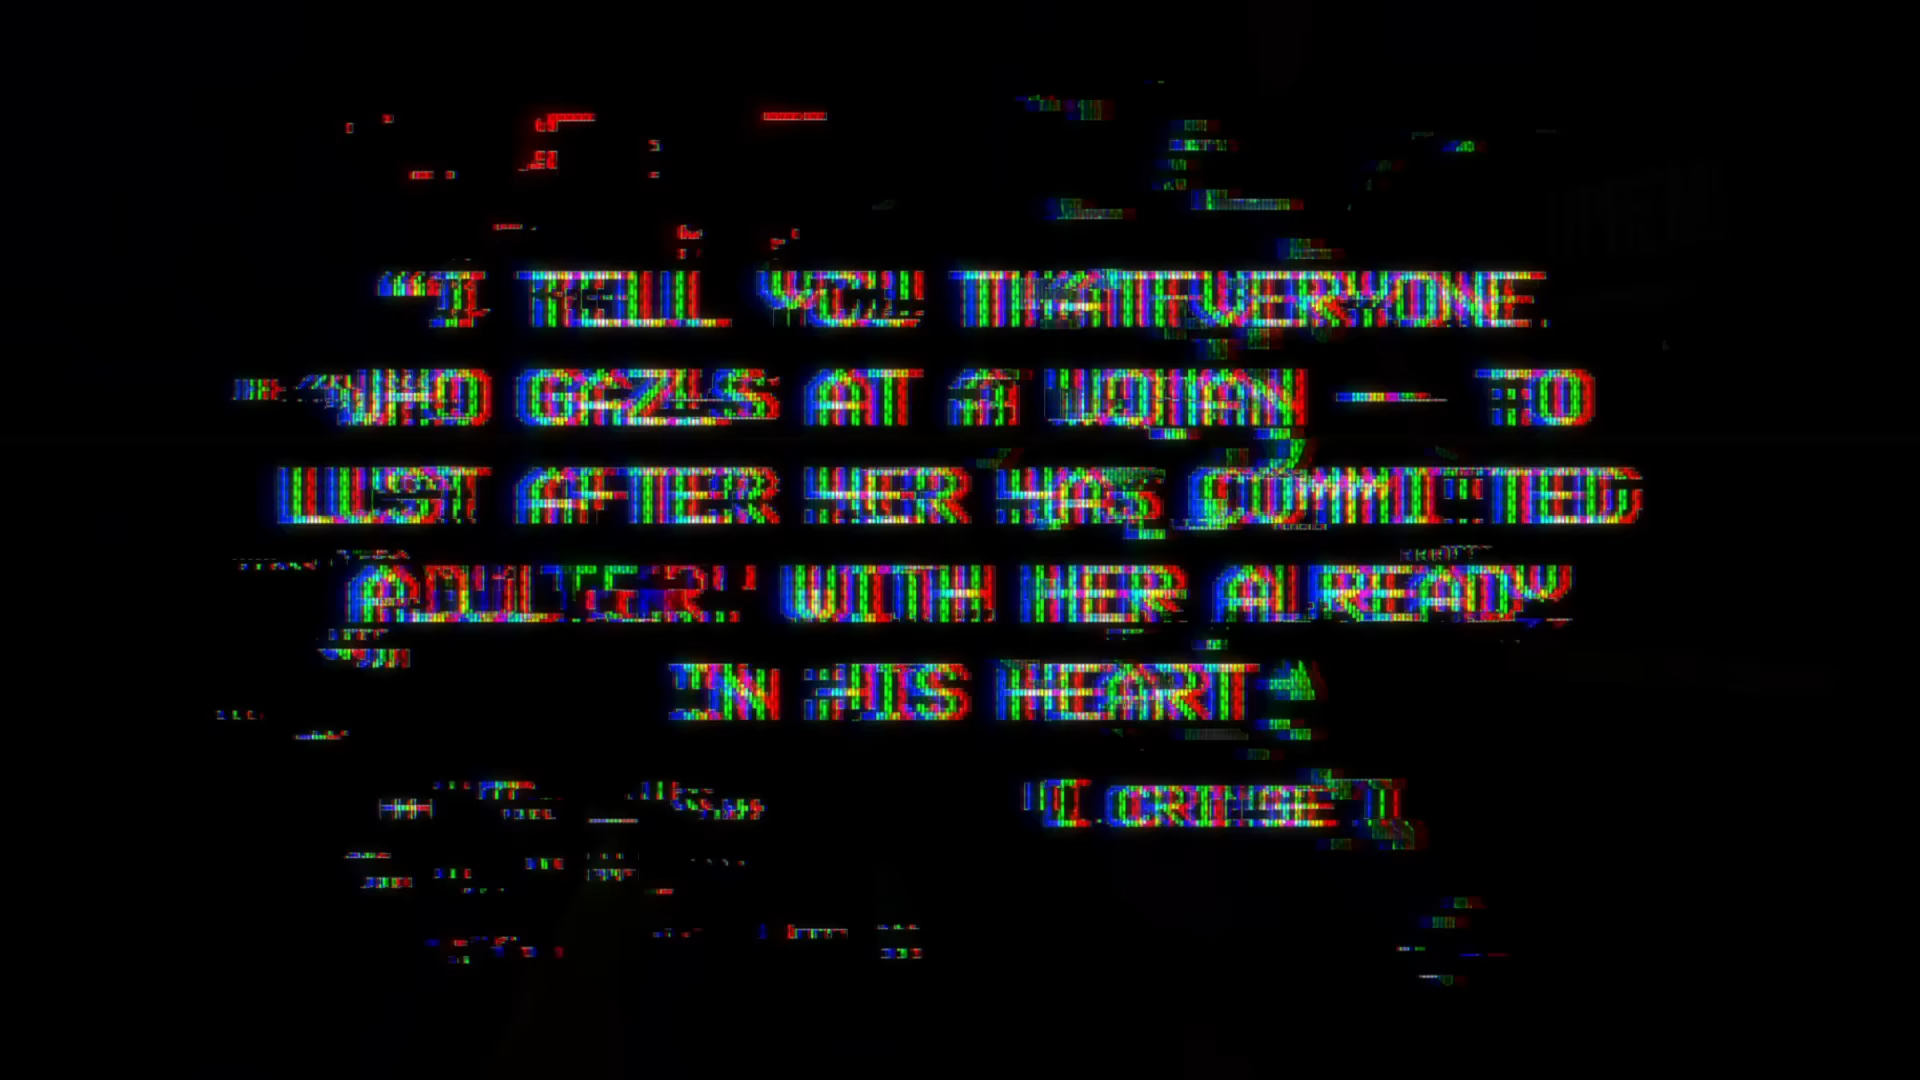 “I TELL YOU THAT EVERYONE
WHO GAZES AT A WOMAN — TO
LUST AFTER HER HAS COMMITTED
ADULTERY WITH HER ALREADY
IN HIS HEART